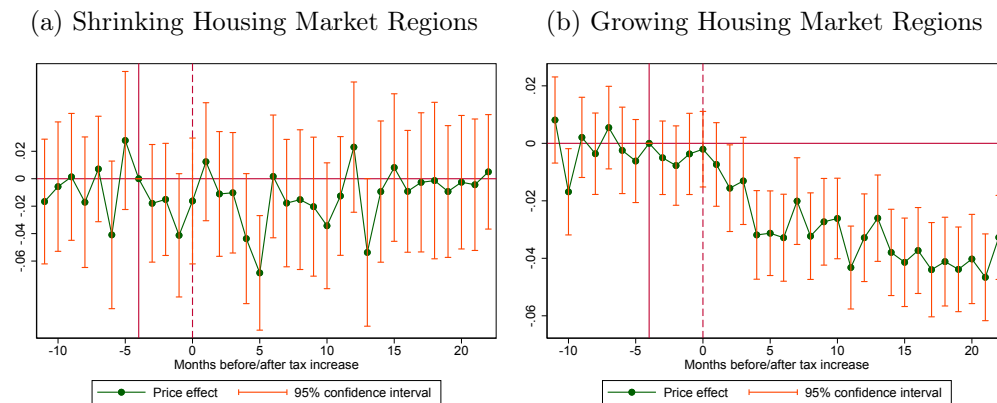 (a) Shrinking Housing Market Regions
.02
0
-.02
-.04
-.06
-10 -5 0 5 10 15 20
Months before/after tax increase
Price effect 95% confidence interval
(b) Growing Housing Market Regions
.02
0
-.02
-.04
-.06
-10 -5 0 5 10 15 20
Months before/after tax increase
Price effect 95% confidence interval